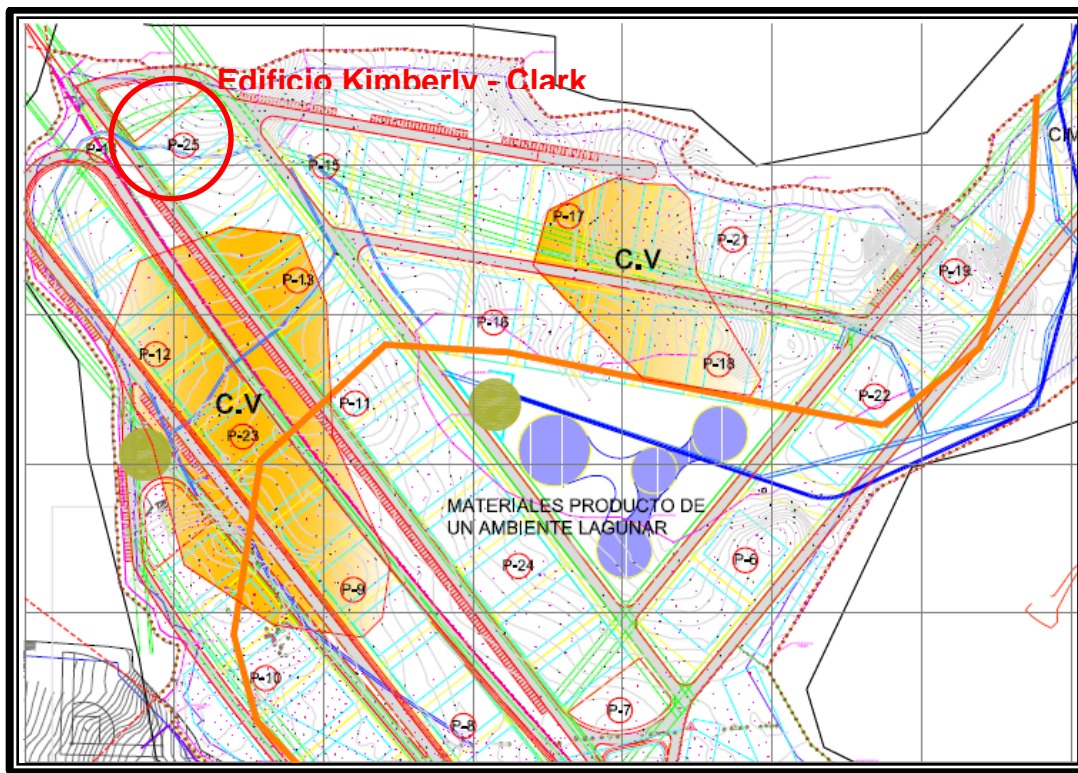 Edificio Kimberly - Clark
CIM
P-1
P-25
P-15
P-17
P-21
P-19
C.V
P-13
P-16
P-12
P-18
P-22
P-11
C.V
P-23
MATERIALES PRODUCTO DE
UN AMBIENTE LAGUNAR
P-24
P-6
P-9
P-10
P-7
P-8